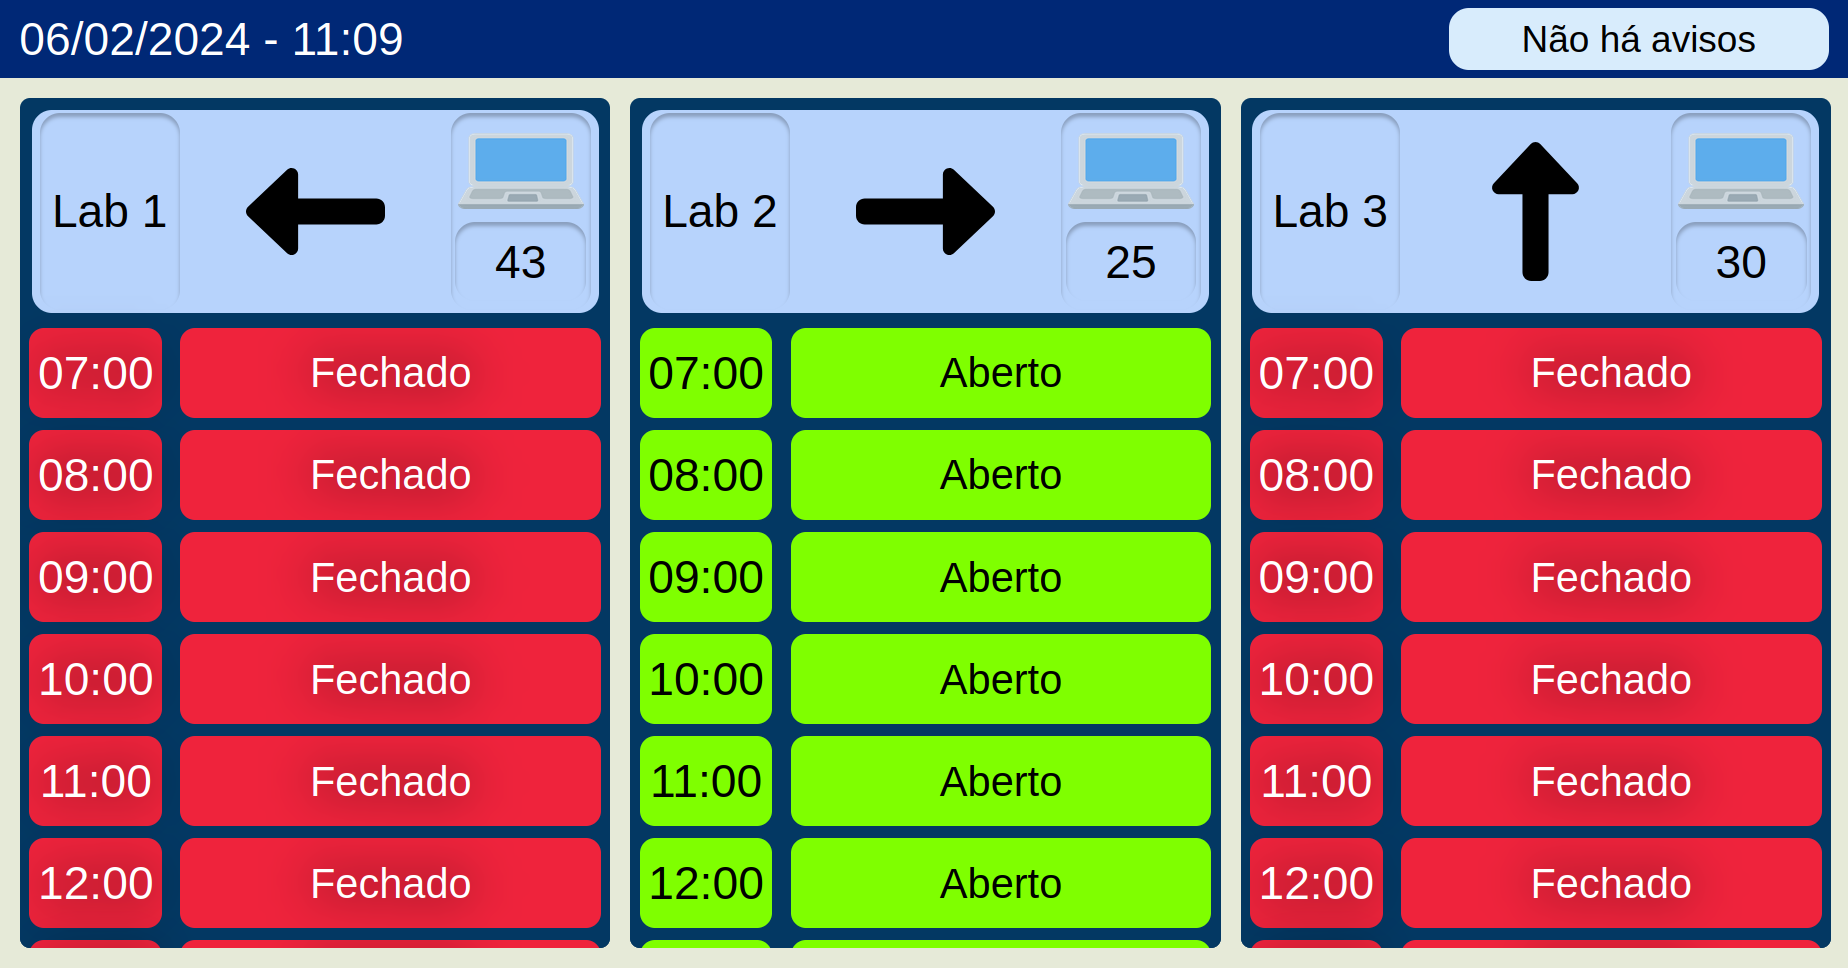 06/02/2024 - 11:09
Não há avisos
Lab 1
43
07:00 Fechado
08:00 Fechado
09:00 Fechado
10:00 Fechado
11:00 Fechado
12:00 Fechado
Lab 2
25
07:00 Aberto
08:00 Aberto
09:00 Aberto
10:00 Aberto
11:00 Aberto
12:00 Aberto
Lab 3
30
07:00 Fechado
08:00 Fechado
09:00 Fechado
10:00 Fechado
11:00 Fechado
12:00 Fechado